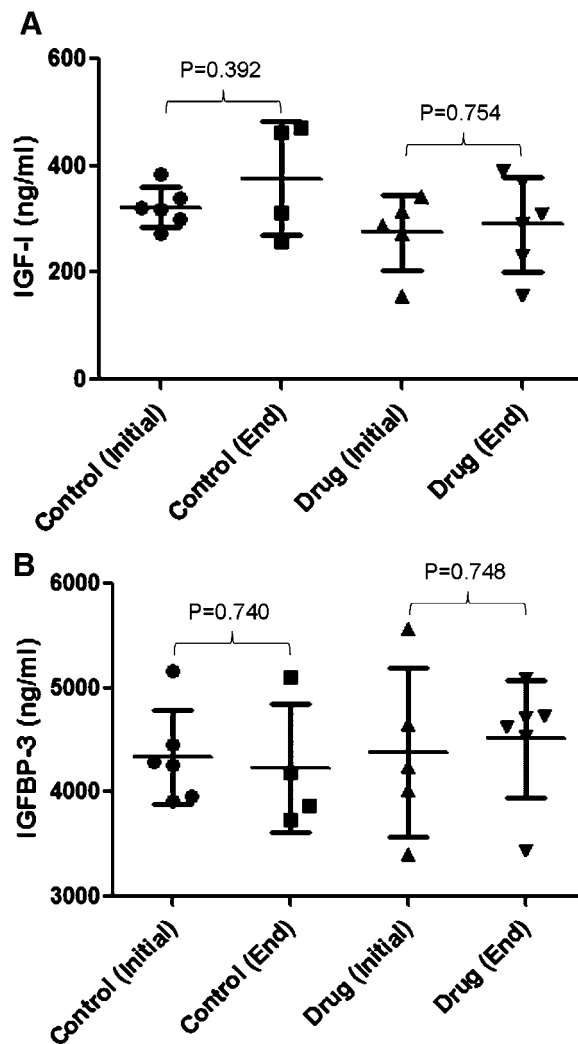 A
IGF-I (ng/ml)
600
400
200
0
P=0.392
P=0.754
Control (Initial)
Control (End)
Drug (Initial)
Drug (End)
B
IGFBP-3 (ng/ml)
6000
5000
4000
3000
P=0.740
P=0.748
Control (Initial)
Control (End)
Drug (Initial)
Drug (End)